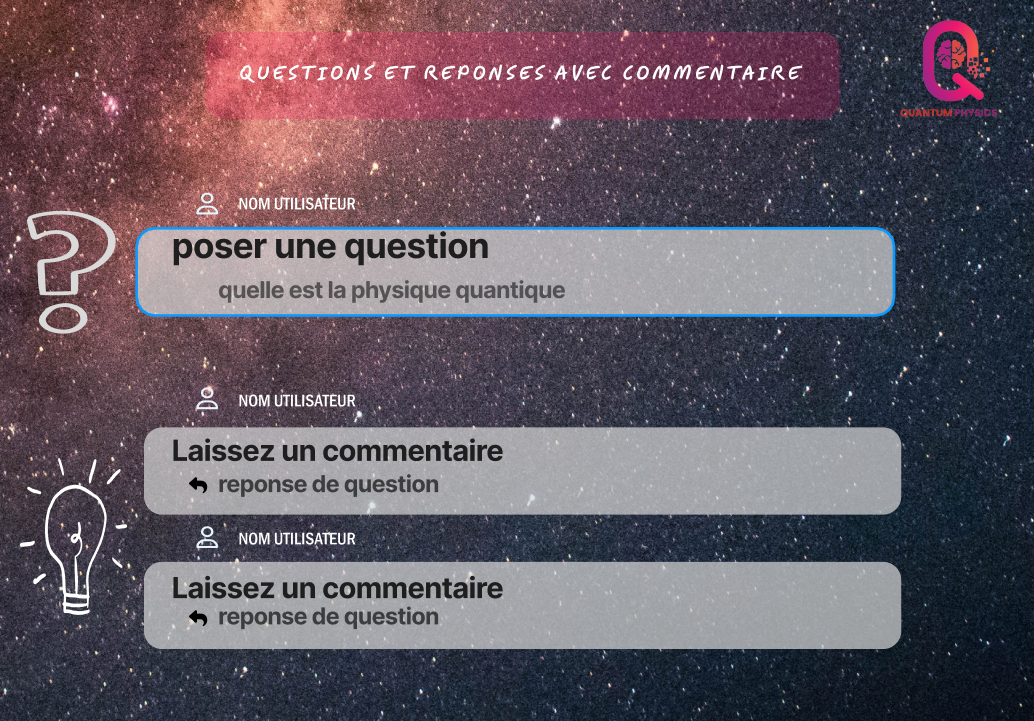 QUESTIONS ET REPONSES AVEC COMMENTAIRE
QUANTUM PHYSICS
NOM UTILISATEUR
poser une question
quelle est la physique quantique
NOM UTILISATEUR
Laissez un commentaire
reponse de question
NOM UTILISATEUR
Laissez un commentaire
reponse de question